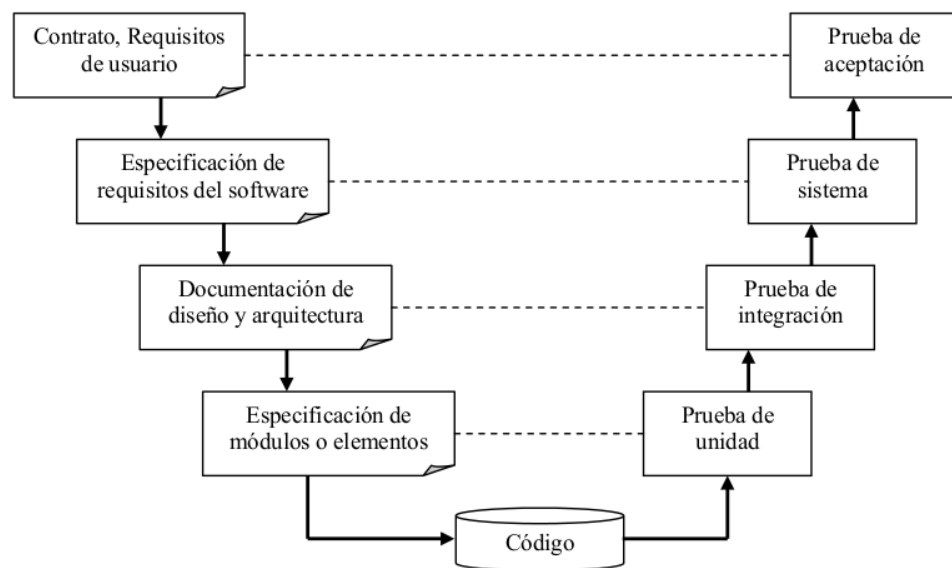 Contrato, Requisitos
de usuario
Prueba de
aceptación
Especificación de
requisitos del software
Prueba de
sistema
Documentación de
diseño y arquitectura
Prueba de
integración
Especificación de
módulos o elementos
Prueba de
unidad
Código